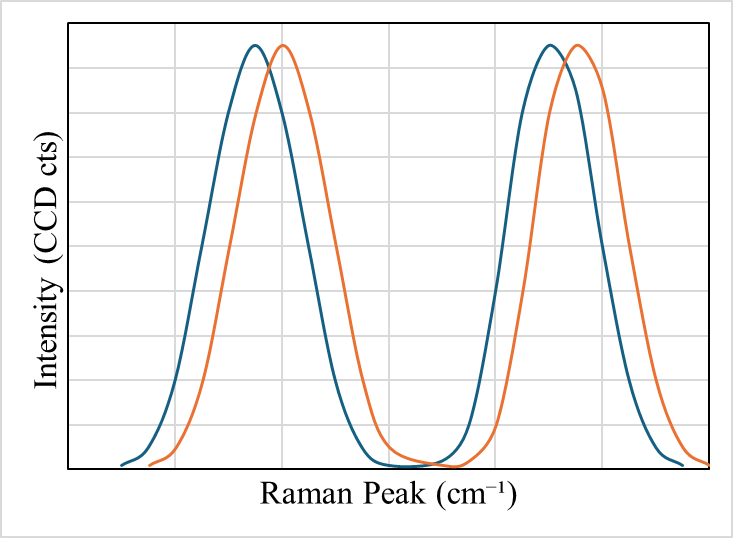 Intensity (CCD cts)
Raman Peak (cm⁻¹)